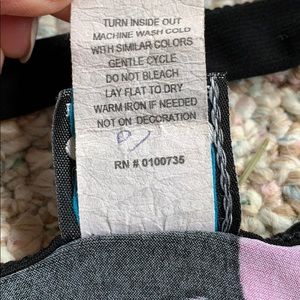 TURN INSIDE OUT
MACHINE WASH COLD
WITH SIMILAR COLORS
GENTLE CYCLE
DO NOT BLEACH
LAY FLAT TO DRY
WARM IRON IF NEEDED
NOT ON DECORATION
RN # 0100735